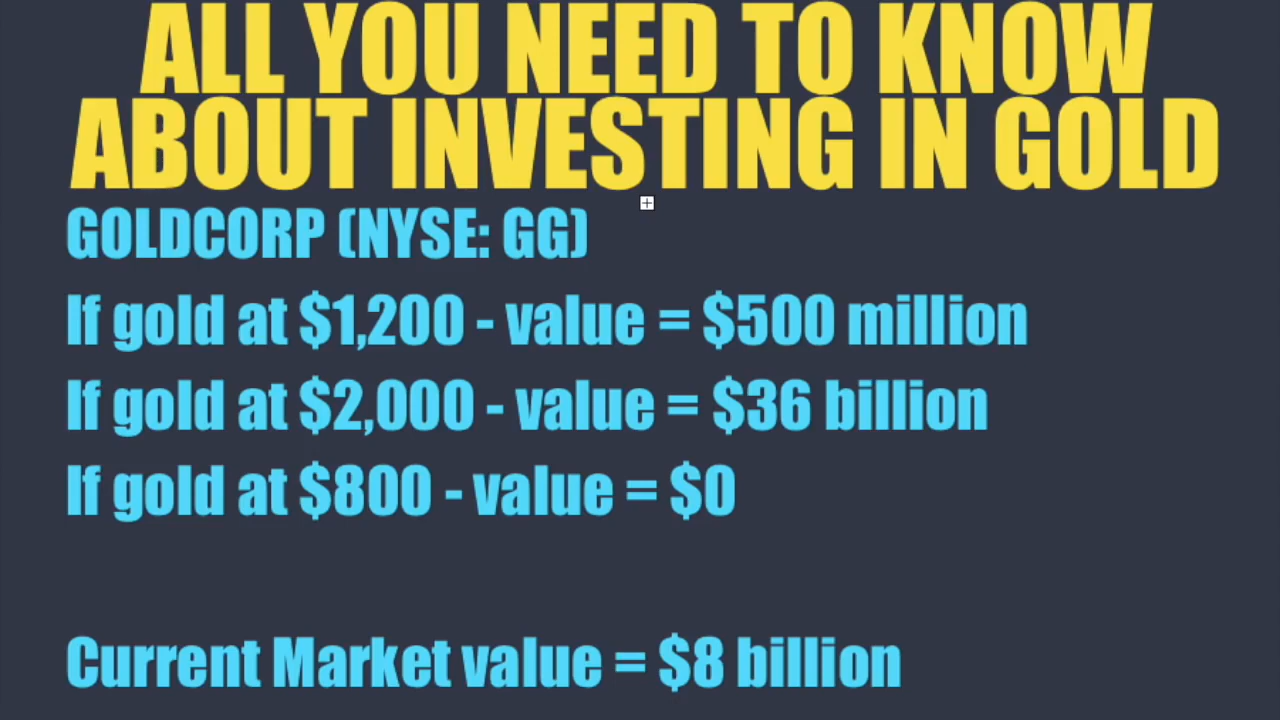 ALL YOU NEED TO KNOW
ABOUT INVESTING IN GOLD
GOLDCORP (NYSE: GG)
If gold at $1,200 - value = $500 million
If gold at $2,000 - value = $36 billion
If gold at $800 - value = $0
Current Market value = $8 billion